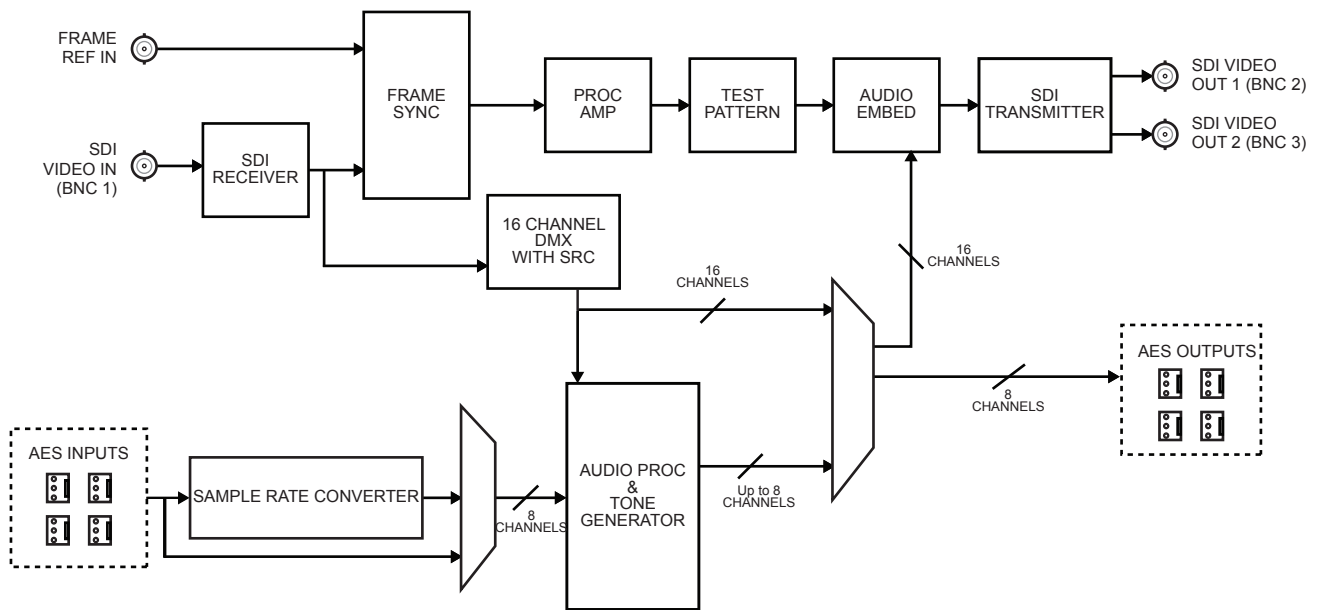 FRAME
REF IN
SDI
VIDEO IN
(BNC 1)
SDI
RECEIVER
FRAME
SYNC
PROC
AMP
TEST
PATTERN
AUDIO
EMBED
SDI
TRANSMITTER
SDI VIDEO
OUT 1 (BNC 2)
SDI VIDEO
OUT 2 (BNC 3)
16 CHANNEL
DMX
WITH SRC
16
CHANNELS
16
CHANNELS
AES OUTPUTS
8
CHANNELS
AES INPUTS
SAMPLE RATE CONVERTER
8
CHANNELS
AUDIO PROC
&
TONE
GENERATOR
Up to 8
CHANNELS